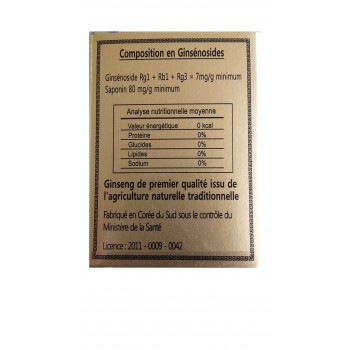 Composition en Ginsénosides
Ginsénoside Rg1 + Rb1 + Rg3 = 7mg/g minimum
Saponin 80 mg/g minimum
Analyse nutritionnelle moyenne
Valeur énergétique 0 kcal
Protéine 0%
Glucides 0%
Lipides 0%
Sodium 0%
Ginseng de premier qualité issu de
l'agriculture naturelle traditionnelle
Fabriqué en Corée du Sud sous le contrôle du
Ministère de la Santé
Licence : 2011 - 0009 - 0042